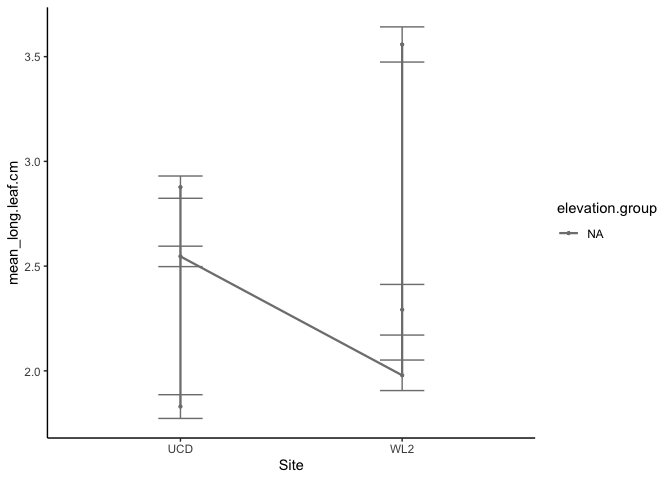 mean_long.leaf.cm
3.5
3.0
2.5
2.0
UCD
WL2
Site
elevation.group
NA